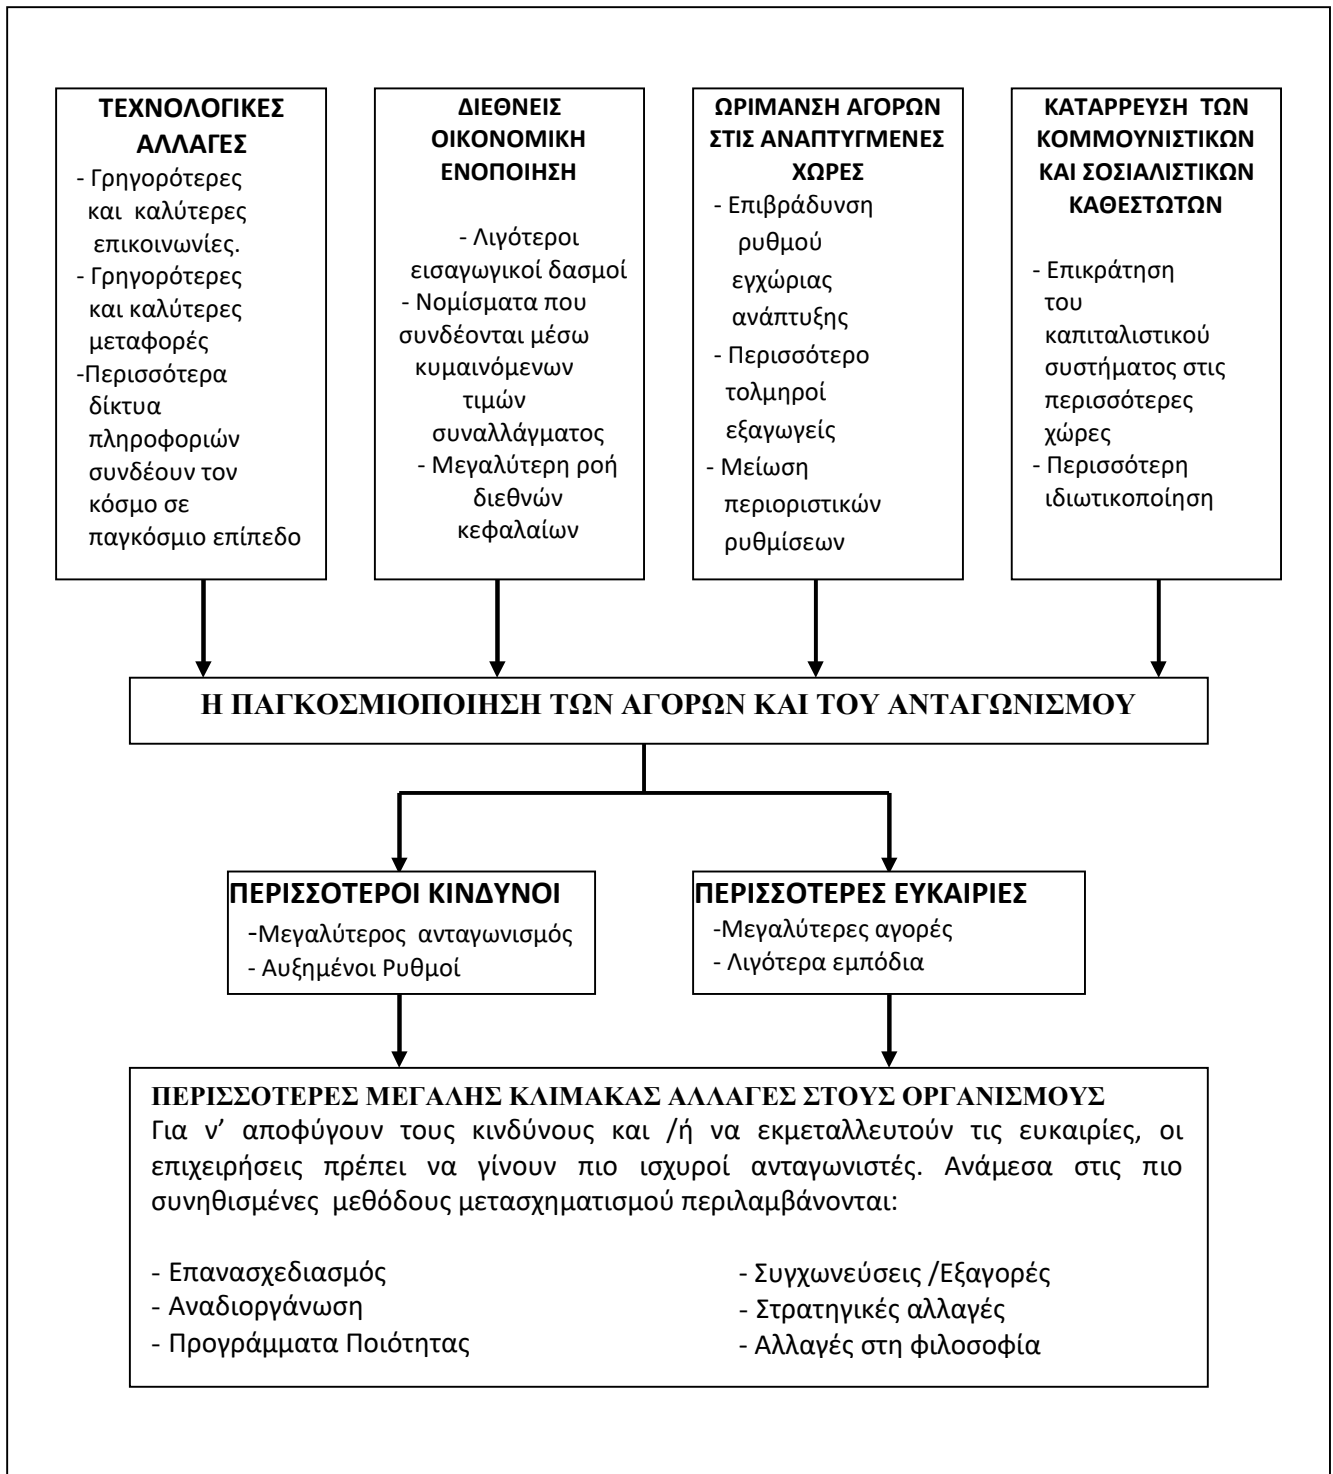 ΤΕΧΝΟΛΟΓΙΚΕΣ
ΑΛΛΑΓΕΣ
- Γρηγορότερες
και καλύτερες
επικοινωνίες.
- Γρηγορότερες
και καλύτερες
μεταφορές
-Περισσότερα
δίκτυα
πληροφοριών
συνδέουν τον
κόσμο σε
παγκόσμιο επίπεδο
ΔΙΕΘΝΕΙΣ
ΟΙΚΟΝΟΜΙΚΗ
ΕΝΟΠΟΙΗΣΗ
- Λιγότεροι
εισαγωγικοί δασμοί
- Νομίσματα που
συνδέονται μέσω
κυμαινόμενων
τιμών
συναλλάγματος
- Μεγαλύτερη ροή
διεθνών
κεφαλαίων
ΩΡΙΜΑΝΣΗ ΑΓΟΡΩΝ
ΣΤΙΣ ΑΝΑΠΤΥΓΜΕΝΕΣ
ΧΩΡΕΣ
- Επιβράδυνση
ρυθμού
εγχώριας
ανάπτυξης
- Περισσότερο
τολμηροί
εξαγωγείς
- Μείωση
περιοριστικών
ρυθμίσεων
ΚΑΤΑΡΡΕΥΣΗ ΤΩΝ
ΚΟΜΜΟΥΝΙΣΤΙΚΩΝ
ΚΑΙ ΣΟΣΙΑΛΙΣΤΙΚΩΝ
ΚΑΘΕΣΤΩΤΩΝ
- Επικράτηση
του
καπιταλιστικού
συστήματος στις
περισσότερες
χώρες
- Περισσότερη
ιδιωτικοποίηση
Η ΠΑΓΚΟΣΜΙΟΠΟΙΗΣΗ ΤΩΝ ΑΓΟΡΩΝ ΚΑΙ ΤΟΥ ΑΝΤΑΓΩΝΙΣΜΟΥ
ΠΕΡΙΣΣΟΤΕΡΟΙ ΚΙΝΔΥΝΟΙ
-Μεγαλύτερος ανταγωνισμός
- Αυξημένοι Ρυθμοί
ΠΕΡΙΣΣΟΤΕΡΕΣ ΕΥΚΑΙΡΙΕΣ
-Μεγαλύτερες αγορές
- Λιγότερα εμπόδια
ΠΕΡΙΣΣΟΤΕΡΕΣ ΜΕΓΑΛΗΣ ΚΛΙΜΑΚΑΣ ΑΛΛΑΓΕΣ ΣΤΟΥΣ ΟΡΓΑΝΙΣΜΟΥΣ
Για ν’ αποφύγουν τους κινδύνους και /ή να εκμεταλλευτούν τις ευκαιρίες, οι
επιχειρήσεις πρέπει να γίνουν πιο ισχυροί ανταγωνιστές. Ανάμεσα στις πιο
συνηθισμένες μεθόδους μετασχηματισμού περιλαμβάνονται:
- Επανασχεδιασμός
- Αναδιοργάνωση
- Προγράμματα Ποιότητας
- Συγχωνεύσεις /Εξαγορές
- Στρατηγικές αλλαγές
- Αλλαγές στη φιλοσοφία